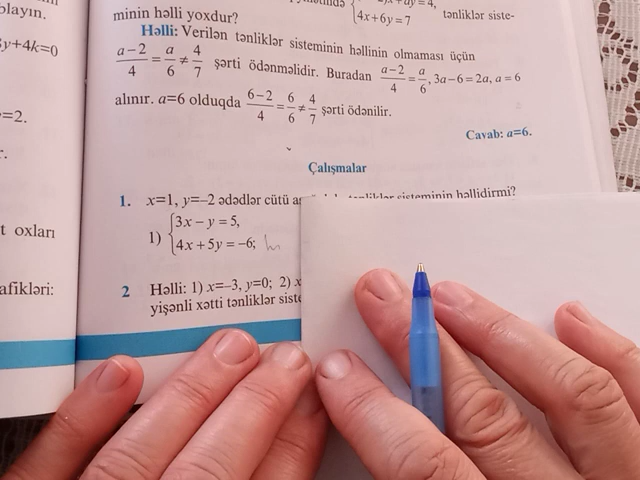 olayın.
y+4k=0
=2.
r.
t oxları
afikləri:
4x+6y=7 tənliklər siste-
minin həlli yoxdur?
Həlli: Verilən tənliklər sisteminin həllinin olmaması üçün
(a−2)/4 = a/6 ≠ 4/7 şərti ödənməlidir. Buradan (a−2)/4 = a/6, 3a−6=2a, a=6
alınır. a=6 olduqda (6−2)/4 = 6/6 ≠ 4/7 şərti ödənilir.
Cavab: a=6.
Çalışmalar
1. x=1, y=−2 ədədlər cütü tənliklər sisteminin həllidirmi?
1) {3x − y = 5,
4x + 5y = −6;
2 Həlli: 1) x=−3, y=0; 2) x
yişənli xətti tənliklər siste